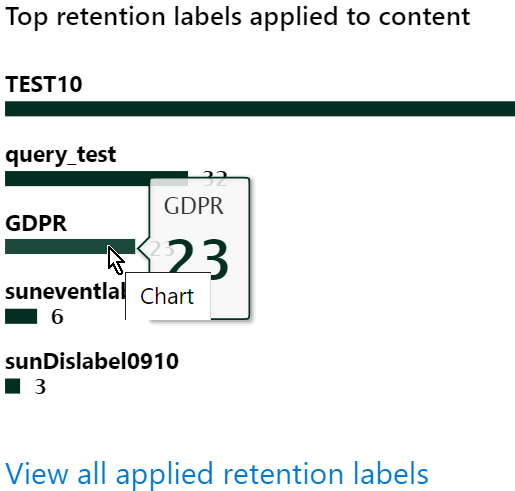 Top retention labels applied to content
TEST10
query_test
32
GDPR
23
GDPR
23
Chart
6
sunDislabel0910
3
View all applied retention labels